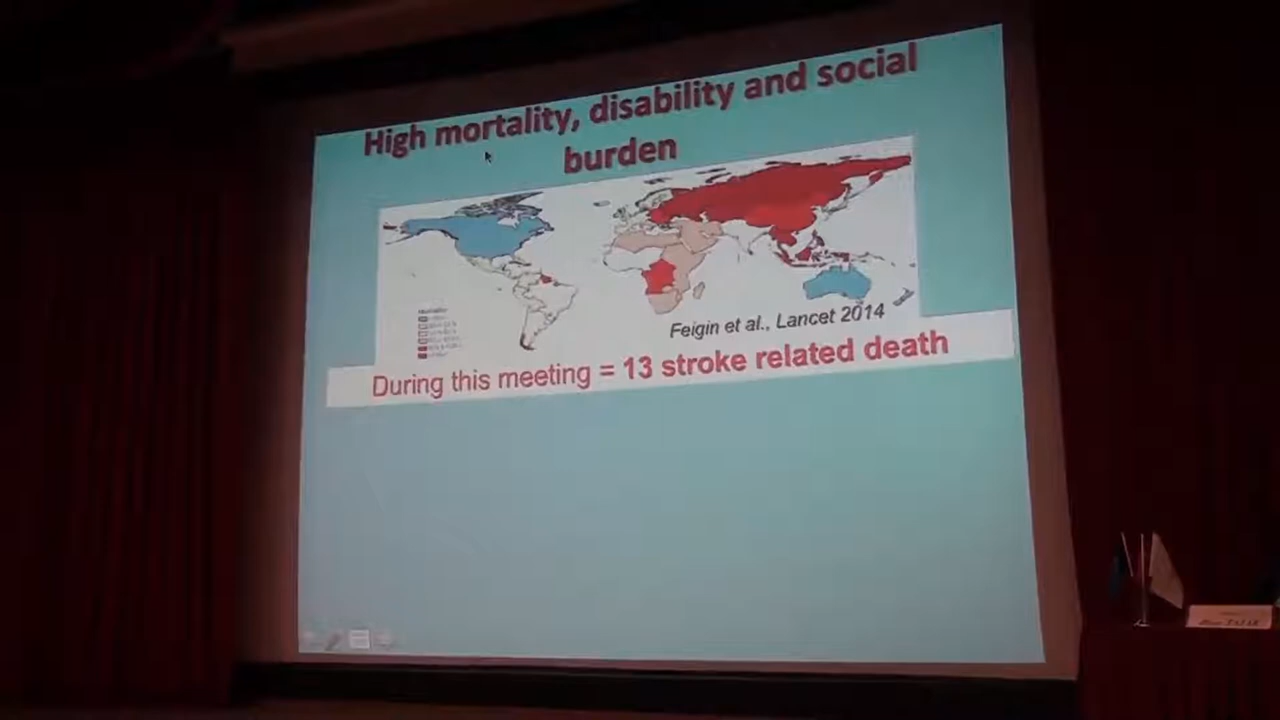 High mortality, disability and social
burden
Feigin et al., Lancet 2014
During this meeting = 13 stroke related death